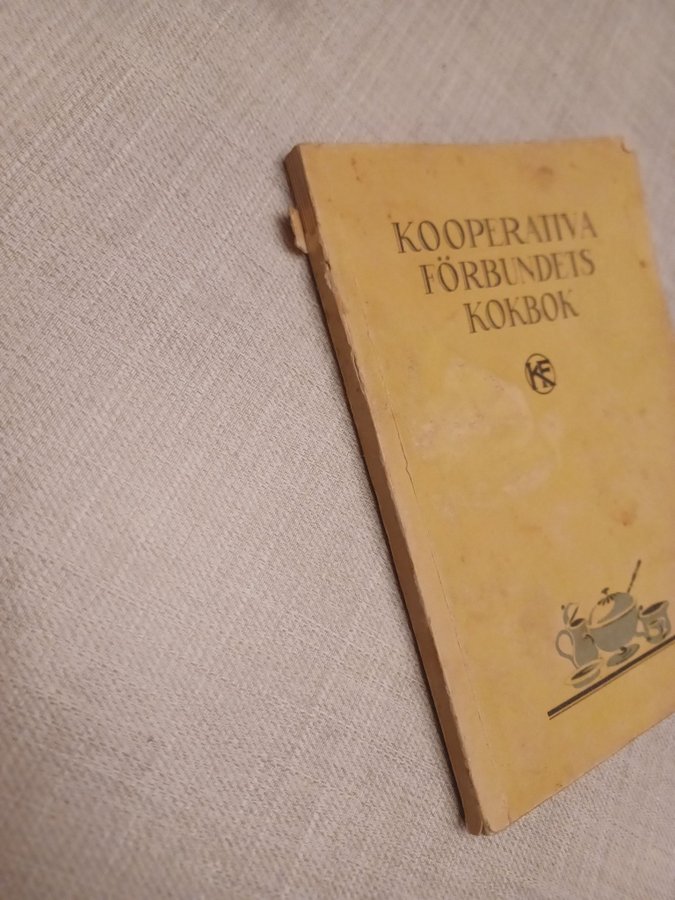 KOOPERATIVA
FÖRBUNDETS
KOKBOK
KF